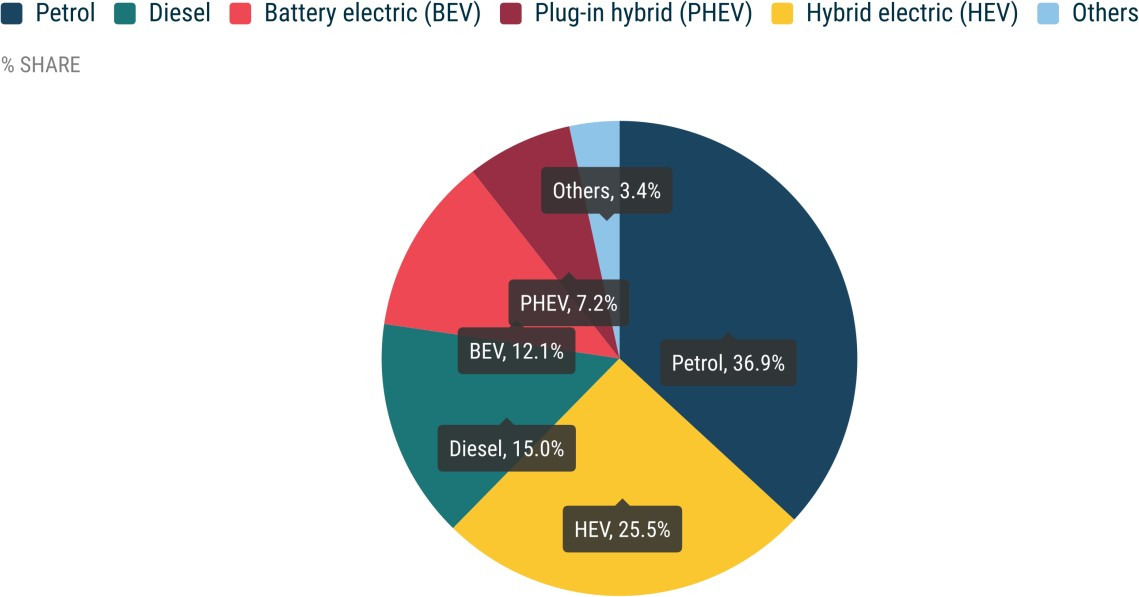 Petrol Diesel Battery electric (BEV) Plug-in hybrid (PHEV) Hybrid electric (HEV) Others
% SHARE
Others, 3.4%
PHEV, 7.2%
BEV, 12.1%
Petrol, 36.9%
Diesel, 15.0%
HEV, 25.5%